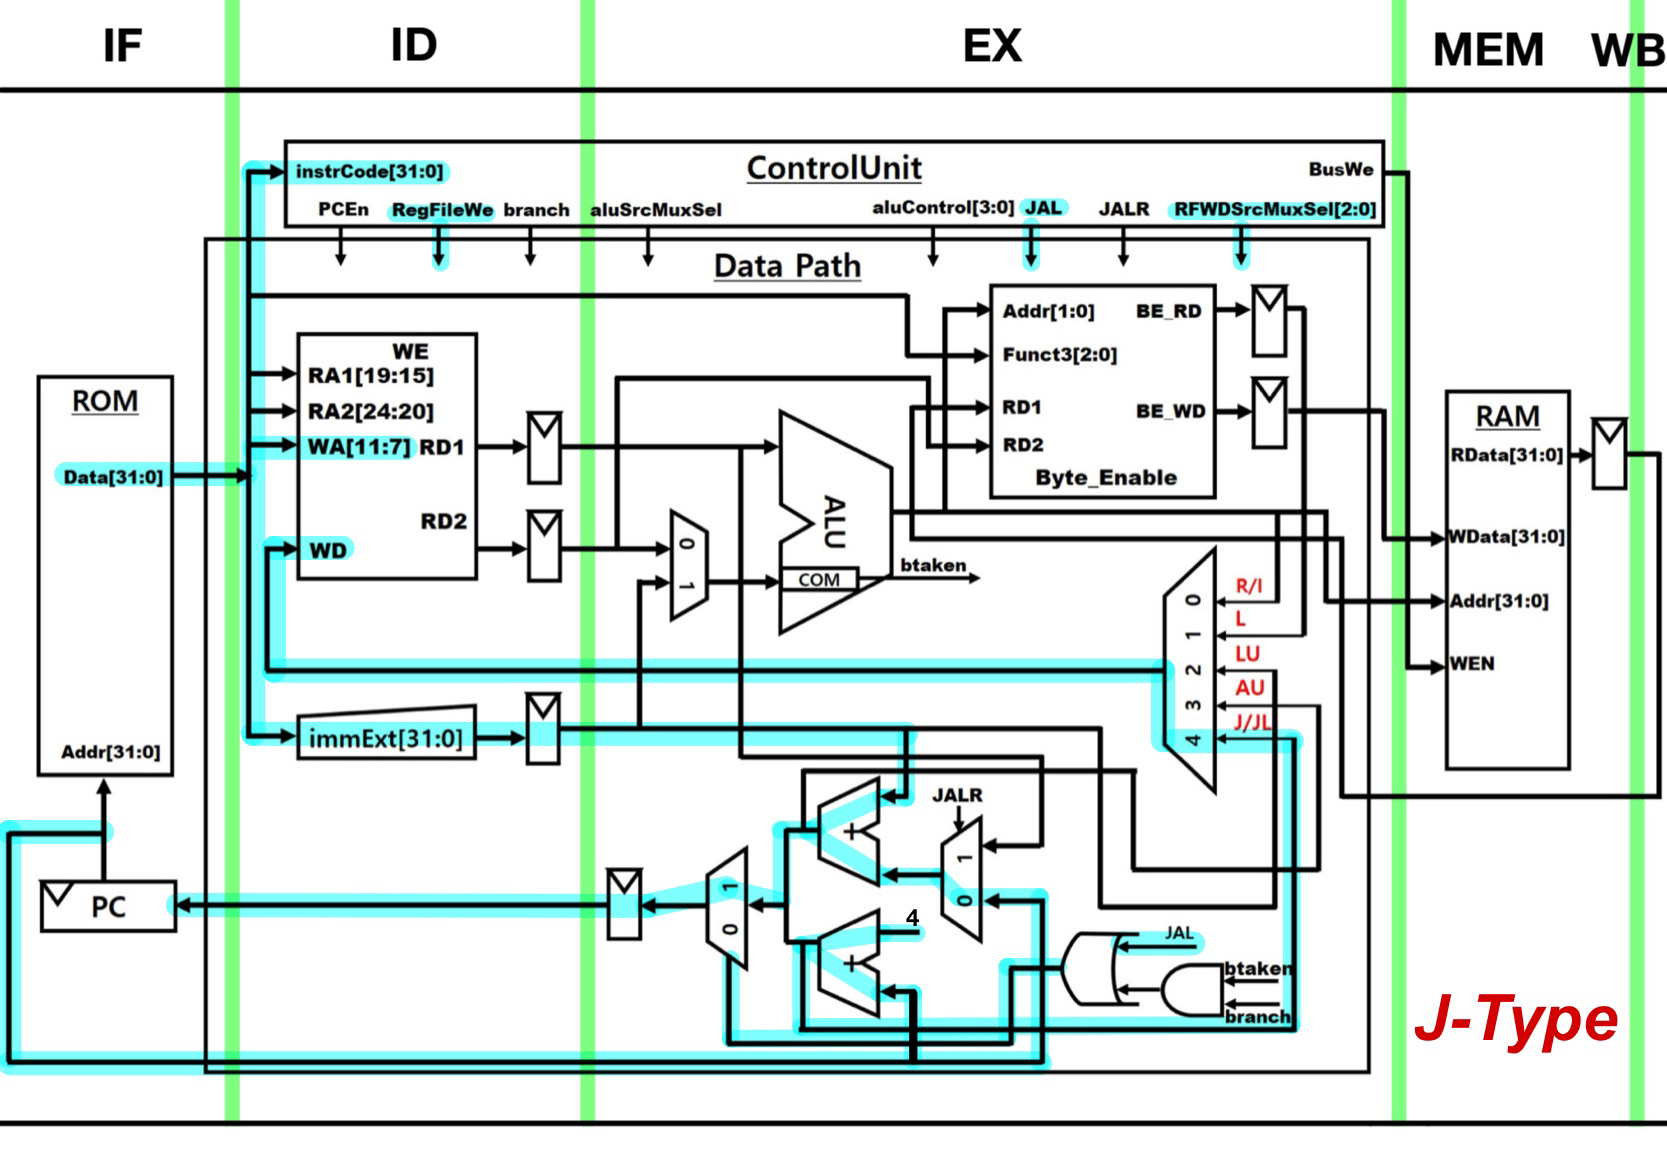 IF ID EX MEM WB
ControlUnit
instrCode[31:0] BusWe
PCEn RegFileWe branch aluSrcMuxSel aluControl[3:0] JAL JALR RFWDSrcMuxSel[2:0]
Data Path
Addr[1:0] BE_RD
Funct3[2:0]
RD1 BE_WD
RD2
Byte_Enable
WE
RA1[19:15]
RA2[24:20]
WA[11:7] RD1
RD2
WD
ROM
Data[31:0]
Addr[31:0]
RAM
RData[31:0]
WData[31:0]
Addr[31:0]
WEN
ALU
COM
btaken
0
1
0 R/I
1 L
2 LU
3 AU
4 J/JL
immExt[31:0]
JALR
+
1
0
4
+
1
0
PC
JAL
btaken
branch
J-Type